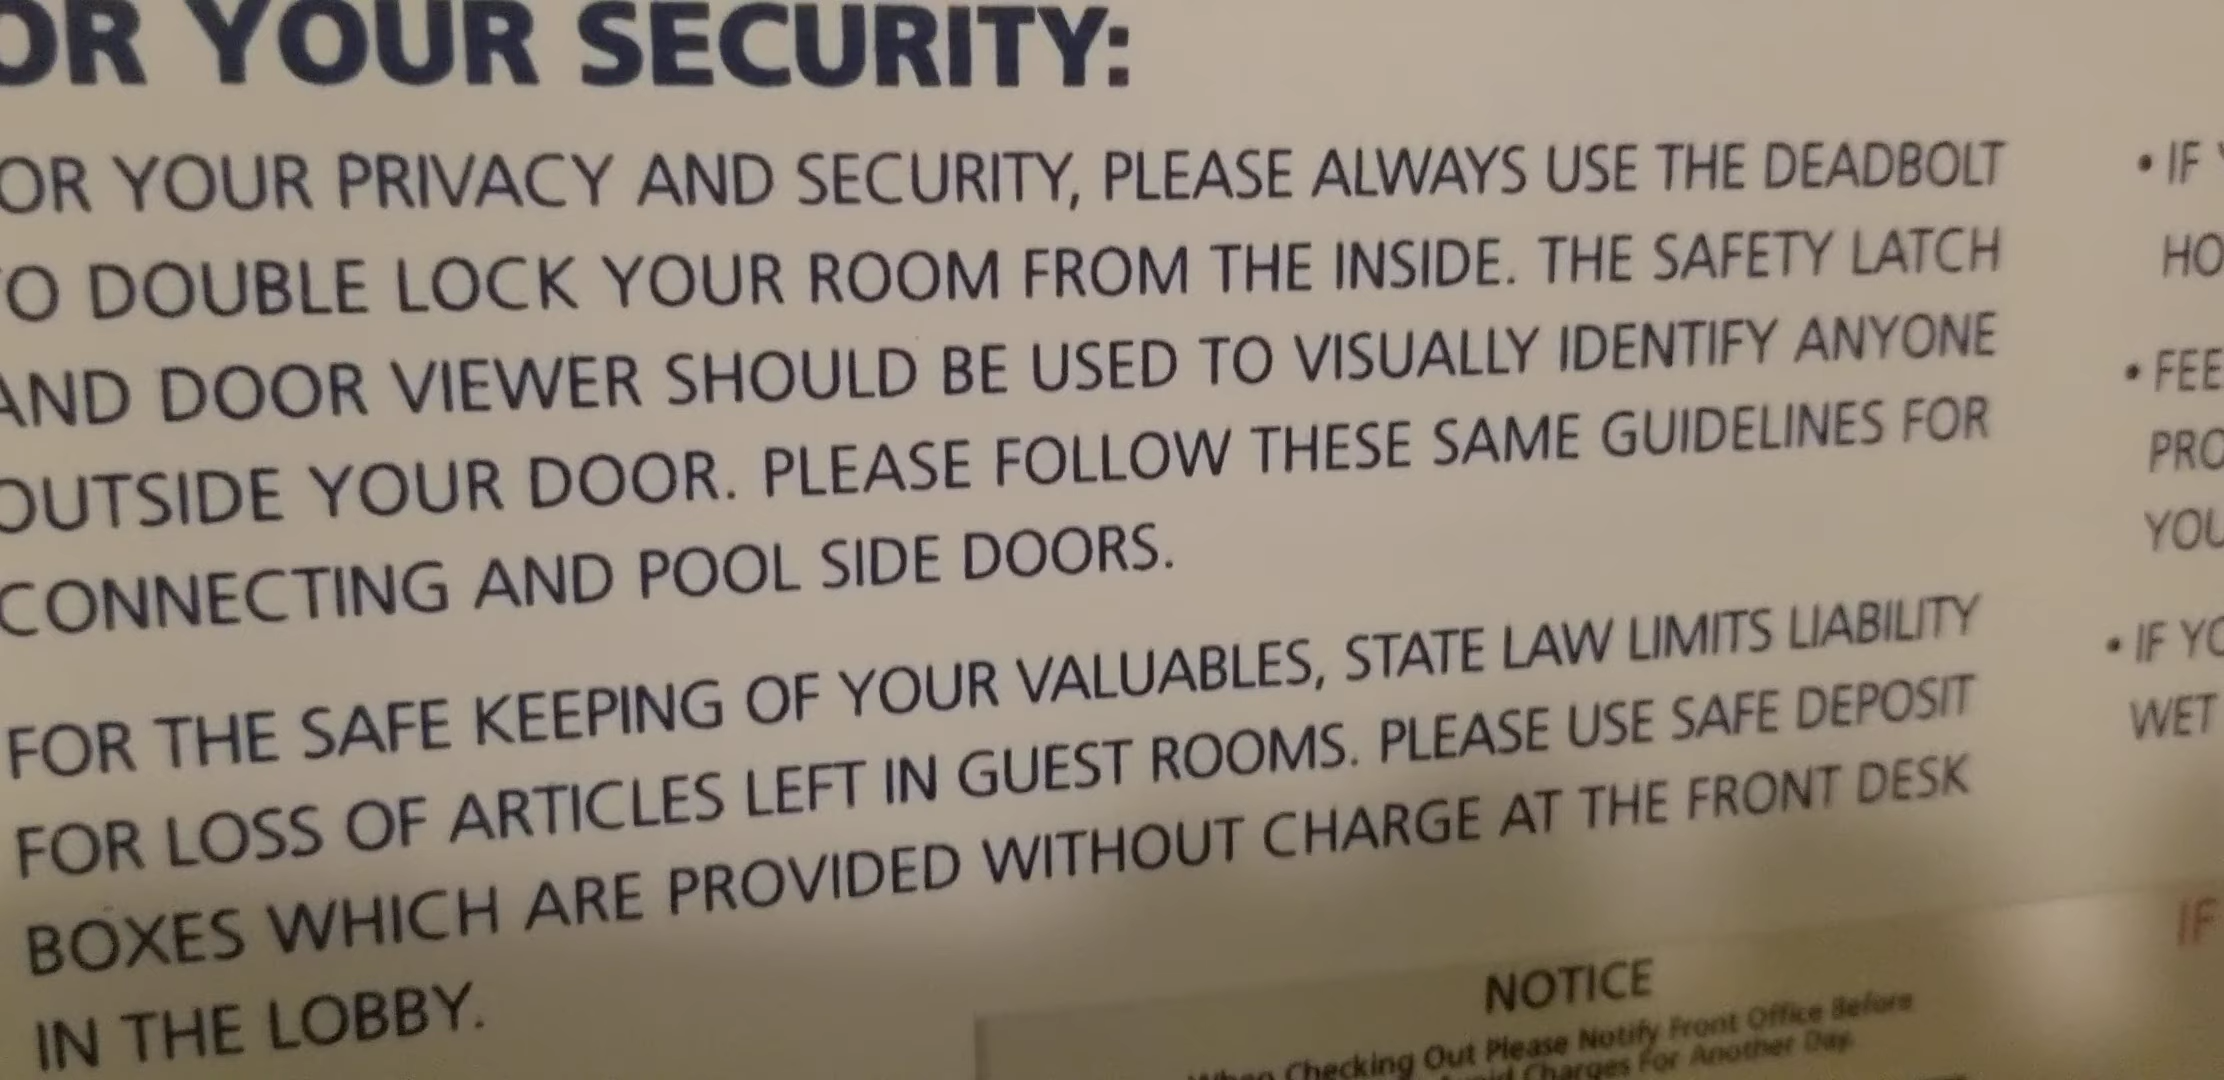 OR YOUR SECURITY:
OR YOUR PRIVACY AND SECURITY, PLEASE ALWAYS USE THE DEADBOLT
TO DOUBLE LOCK YOUR ROOM FROM THE INSIDE. THE SAFETY LATCH
AND DOOR VIEWER SHOULD BE USED TO VISUALLY IDENTIFY ANYONE
OUTSIDE YOUR DOOR. PLEASE FOLLOW THESE SAME GUIDELINES FOR
CONNECTING AND POOL SIDE DOORS.
FOR THE SAFE KEEPING OF YOUR VALUABLES, STATE LAW LIMITS LIABILITY
FOR LOSS OF ARTICLES LEFT IN GUEST ROOMS. PLEASE USE SAFE DEPOSIT
BOXES WHICH ARE PROVIDED WITHOUT CHARGE AT THE FRONT DESK
IN THE LOBBY.
NOTICE
When Checking Out Please Notify Front Office Before
Charges For Another Day.
• IF
HO
• FEE
PRO
YOU
• IF YO
WET
IF